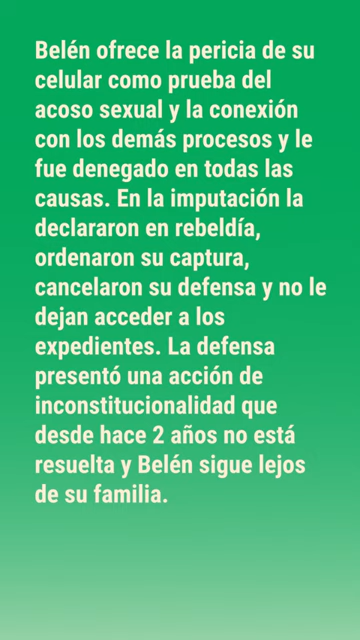 Belén ofrece la pericia de su
celular como prueba del
acoso sexual y la conexión
con los demás procesos y le
fue denegado en todas las
causas. En la imputación la
declararon en rebeldía,
ordenaron su captura,
cancelaron su defensa y no le
dejan acceder a los
expedientes. La defensa
presentó una acción de
inconstitucionalidad que
desde hace 2 años no está
resuelta y Belén sigue lejos
de su familia.